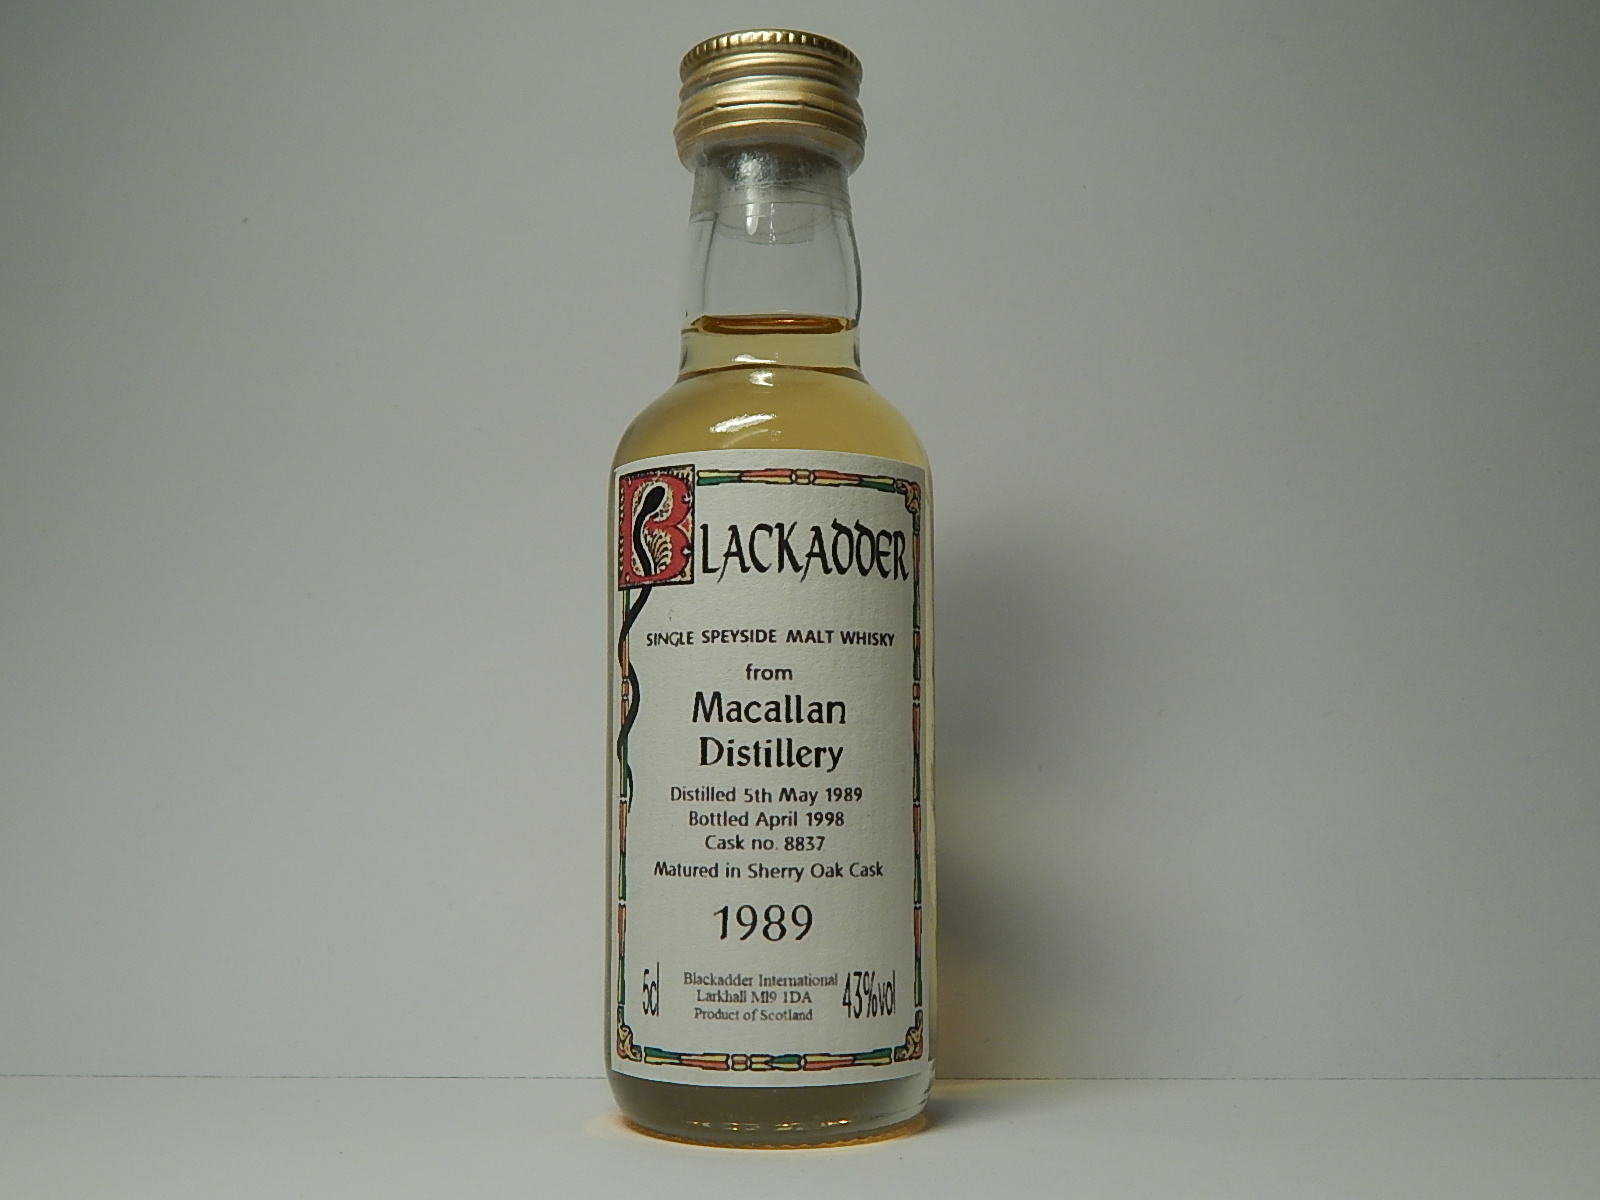 BLACKADDER
SINGLE SPEYSIDE MALT WHISKY
from
Macallan
Distillery
Distilled 5th May 1989
Bottled April 1998
Cask no. 8837
Matured in Sherry Oak Cask
1989
5cl
Blackadder International
Larkhall Ml9 1DA
Product of Scotland
43%vol